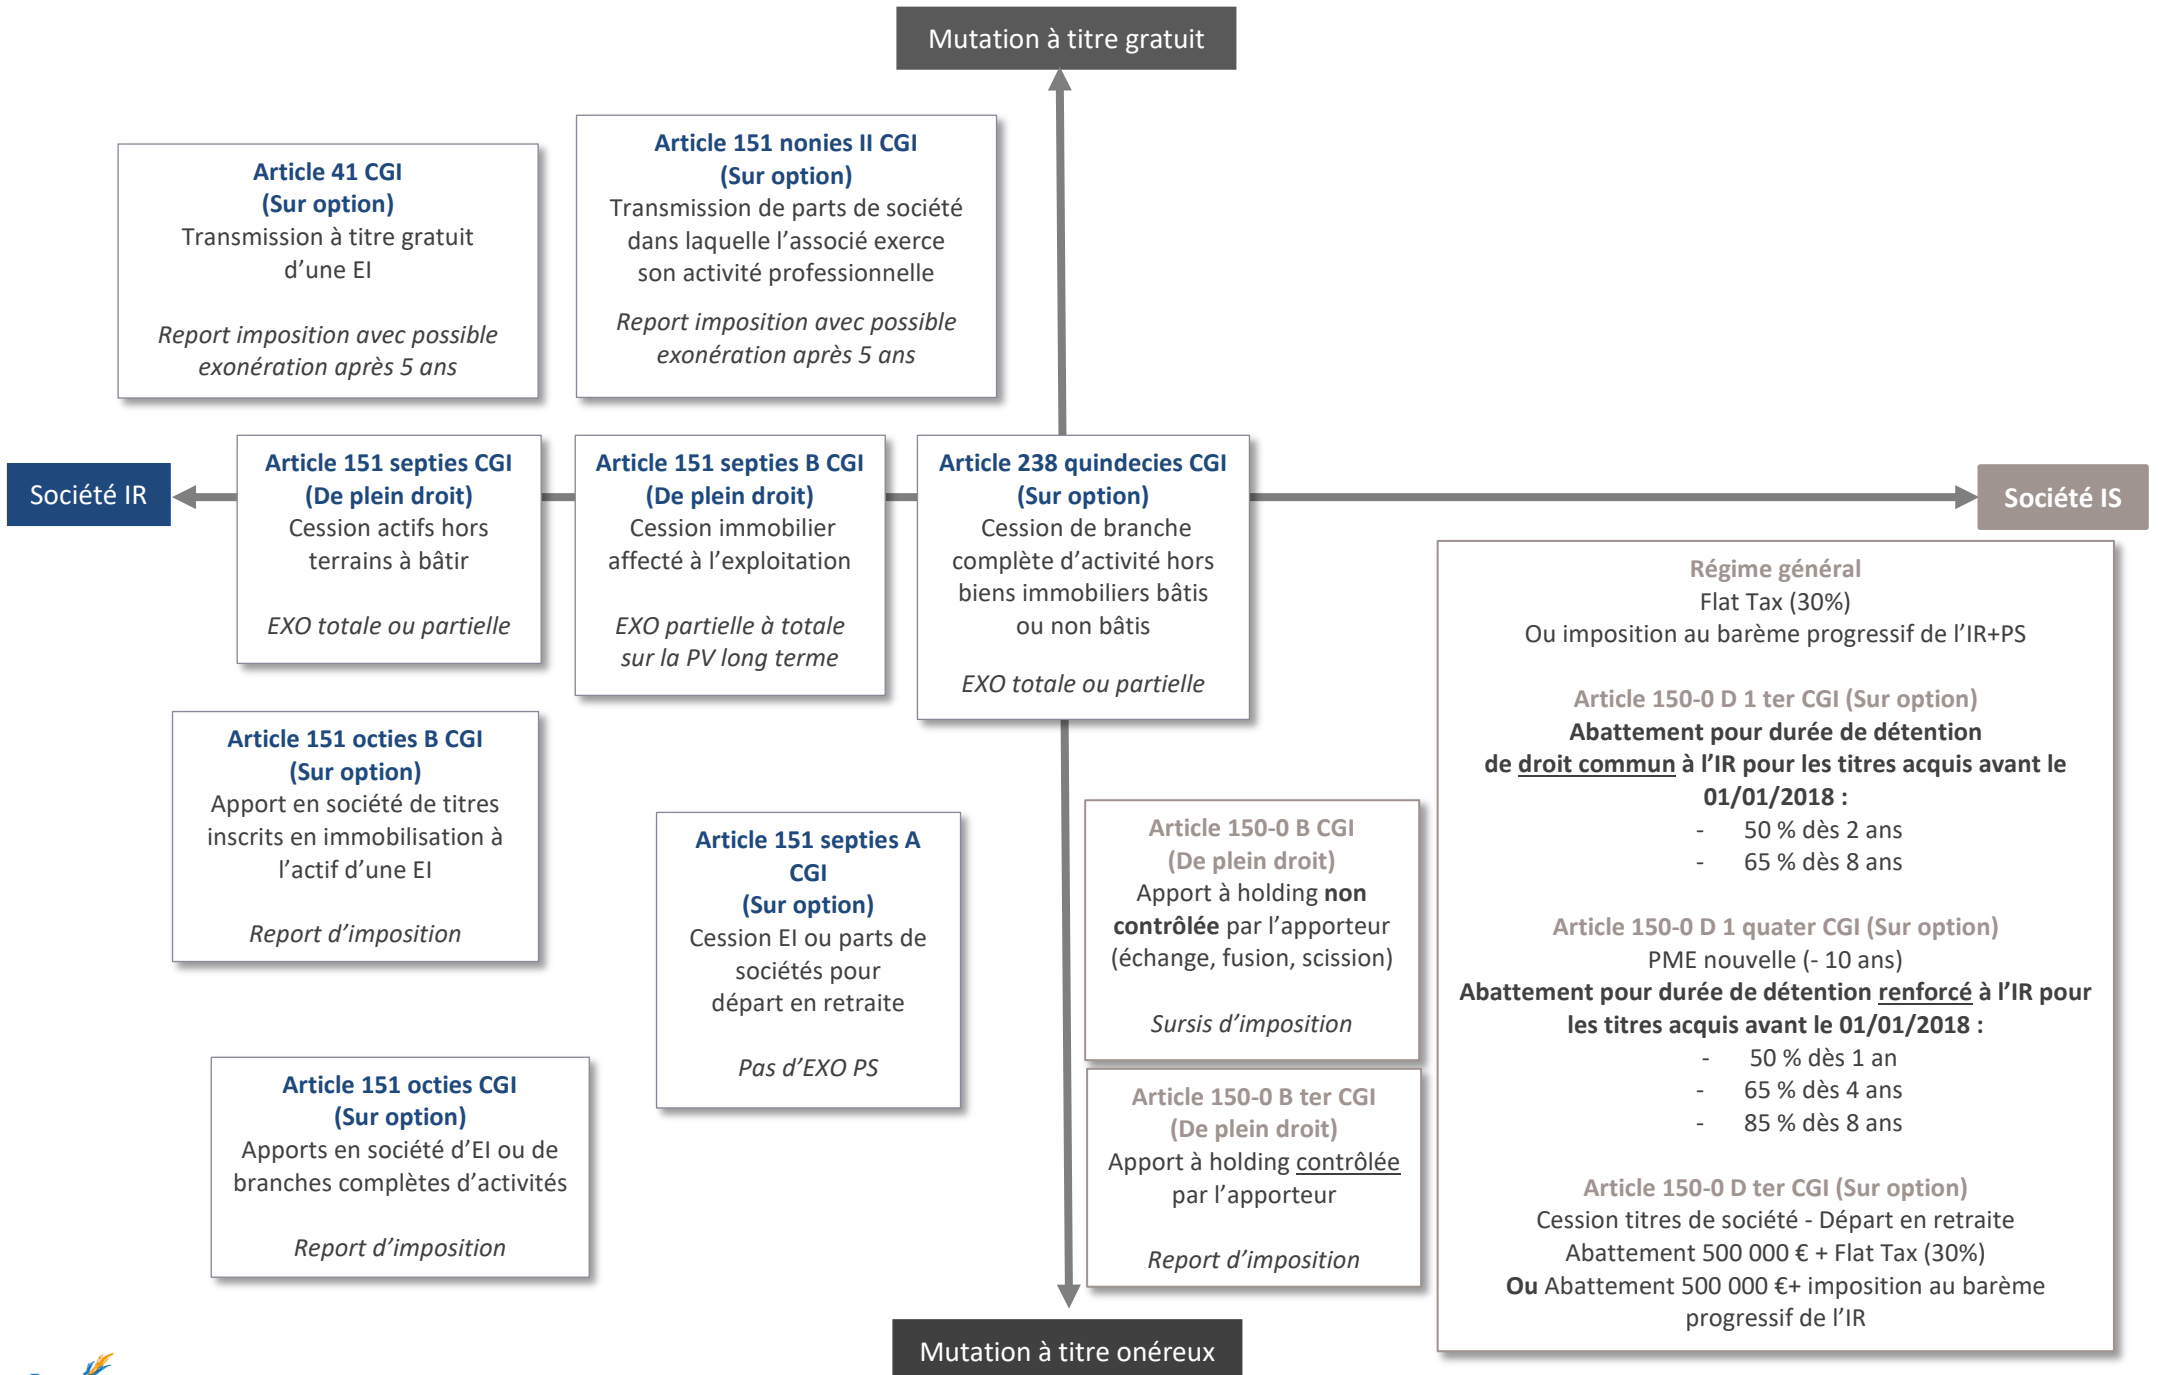 Mutation à titre gratuit
Article 41 CGI
(Sur option)
Transmission à titre gratuit
d’une EI
Report imposition avec possible
exonération après 5 ans
Article 151 nonies II CGI
(Sur option)
Transmission de parts de société
dans laquelle l’associé exerce
son activité professionnelle
Report imposition avec possible
exonération après 5 ans
Société IR
Article 151 septies CGI
(De plein droit)
Cession actifs hors
terrains à bâtir
EXO totale ou partielle
Article 151 septies B CGI
(De plein droit)
Cession immobilier
affecté à l’exploitation
EXO partielle à totale
sur la PV long terme
Article 238 quindecies CGI
(Sur option)
Cession de branche
complète d’activité hors
biens immobiliers bâtis
ou non bâtis
EXO totale ou partielle
Société IS
Article 151 octies B CGI
(Sur option)
Apport en société de titres
inscrits en immobilisation à
l’actif d’une EI
Report d’imposition
Article 151 septies A
CGI
(Sur option)
Cession EI ou parts de
sociétés pour
départ en retraite
Pas d’EXO PS
Article 151 octies CGI
(Sur option)
Apports en société d’EI ou de
branches complètes d’activités
Report d’imposition
Article 150-0 B CGI
(De plein droit)
Apport à holding non
contrôlée par l’apporteur
(échange, fusion, scission)
Sursis d’imposition
Article 150-0 B ter CGI
(De plein droit)
Apport à holding contrôlée
par l’apporteur
Report d’imposition
Régime général
Flat Tax (30%)
Ou imposition au barème progressif de l’IR+PS
Article 150-0 D 1 ter CGI (Sur option)
Abattement pour durée de détention
de droit commun à l’IR pour les titres acquis avant le
01/01/2018 :
- 50 % dès 2 ans
- 65 % dès 8 ans
Article 150-0 D 1 quater CGI (Sur option)
PME nouvelle (- 10 ans)
Abattement pour durée de détention renforcé à l’IR pour
les titres acquis avant le 01/01/2018 :
- 50 % dès 1 an
- 65 % dès 4 ans
- 85 % dès 8 ans
Article 150-0 D ter CGI (Sur option)
Cession titres de société - Départ en retraite
Abattement 500 000 € + Flat Tax (30%)
Ou Abattement 500 000 €+ imposition au barème
progressif de l’IR
Mutation à titre onéreux